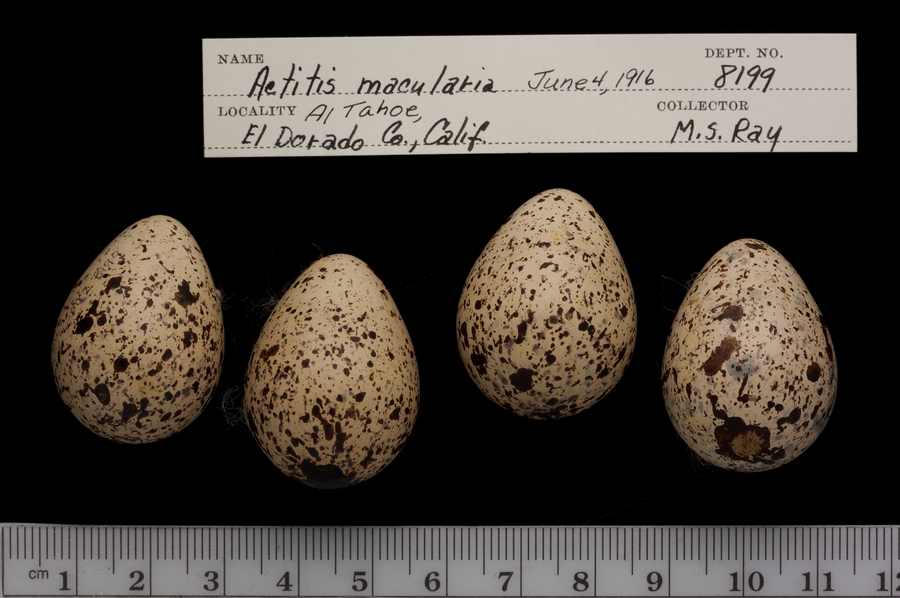 NAME DEPT. NO.
Actitis macularia June 4, 1916 8199
LOCALITY Al Tahoe, COLLECTOR
El Dorado Co., Calif. M.S. Ray
cm 1 2 3 4 5 6 7 8 9 10 11 12